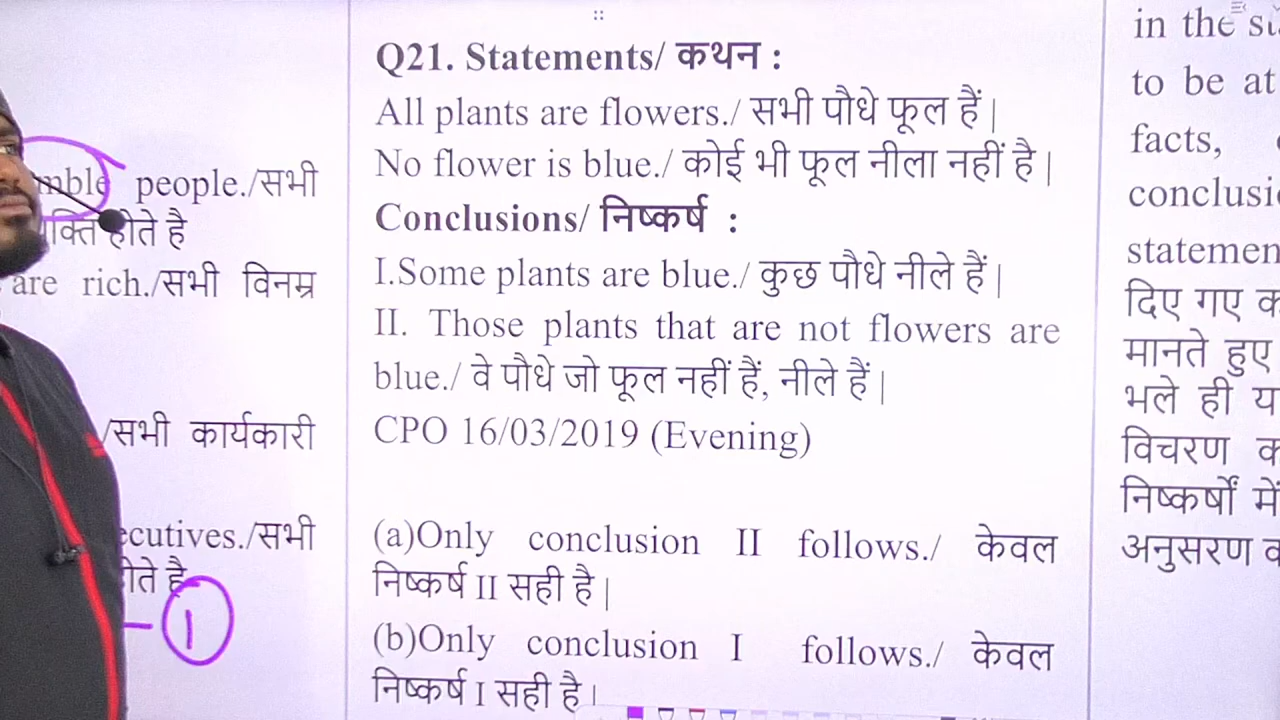 mble people./सभी
क्ति होते है
are rich./सभी विनम्र
/सभी कार्यकारी
ecutives./सभी
होते है
1
Q21. Statements/ कथन :
All plants are flowers./ सभी पौधे फूल हैं |
No flower is blue./ कोई भी फूल नीला नहीं है |
Conclusions/ निष्कर्ष :
I.Some plants are blue./ कुछ पौधे नीले हैं |
II. Those plants that are not flowers are
blue./ वे पौधे जो फूल नहीं हैं, नीले हैं |
CPO 16/03/2019 (Evening)
(a)Only conclusion II follows./ केवल
निष्कर्ष II सही है |
(b)Only conclusion I follows./ केवल
निष्कर्ष I सही है |
in the
to be at
facts,
conclusi
statemen
दिए गए क
मानते हुए
भले ही य
विचरण क
निष्कर्षों में
अनुसरण क